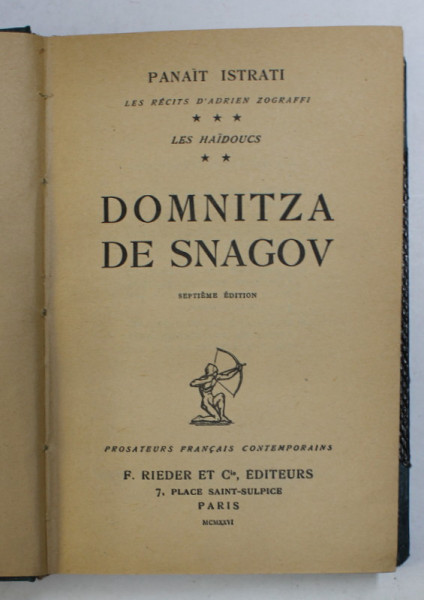 PANAÏT ISTRATI
LES RÉCITS D'ADRIEN ZOGRAFFI
★ ★ ★
LES HAÏDOUCS
★ ★
DOMNITZA
DE SNAGOV
SEPTIÈME ÉDITION
PROSATEURS FRANÇAIS CONTEMPORAINS
F. RIEDER ET Cie, ÉDITEURS
7, PLACE SAINT-SULPICE
PARIS
MCMXXVI